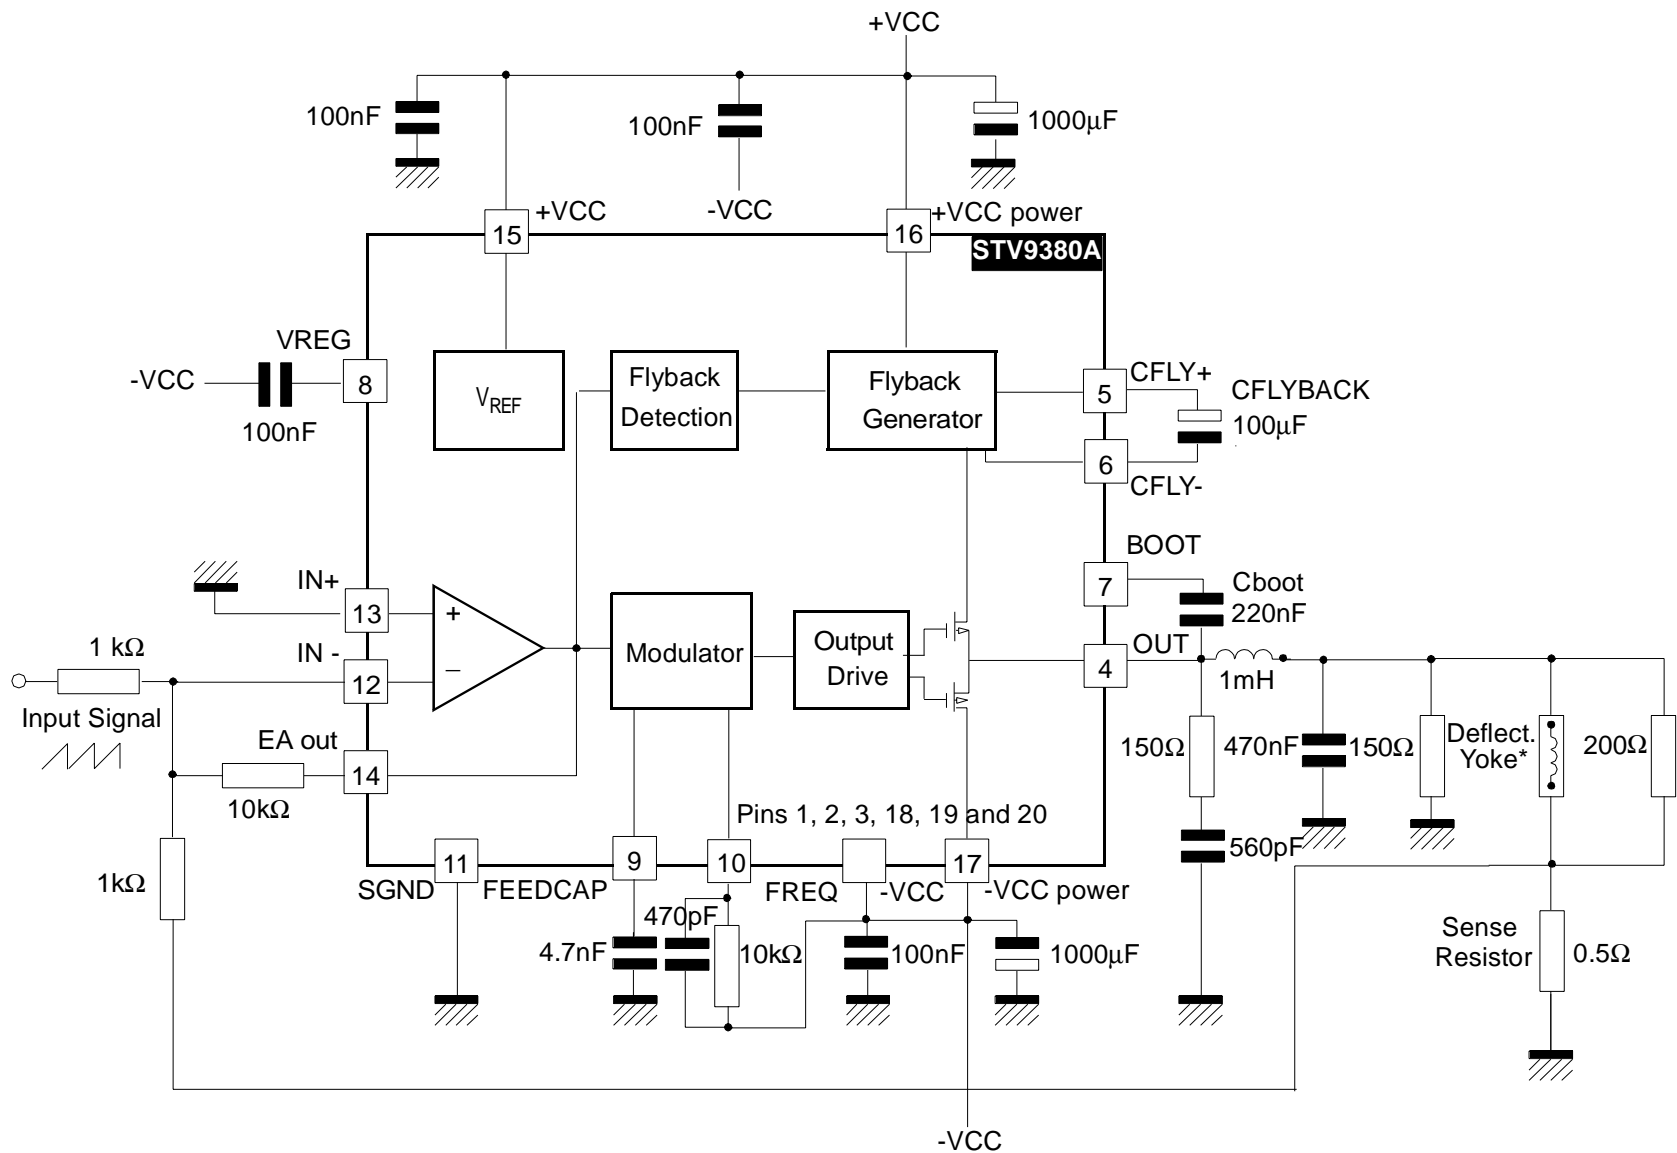 +VCC
100nF
100nF
1000μF
+VCC
-VCC
+VCC power
15
16
STV9380A
VREG
-VCC
8
100nF
VREF
Flyback
Detection
Flyback
Generator
5
CFLY+
CFLYBACK
100μF
6
CFLY-
BOOT
7
Cboot
220nF
IN+
13
+
IN -
12
−
1 kΩ
Input Signal
EA out
14
10kΩ
Modulator
Output
Drive
OUT
4
1mH
150Ω
470nF
150Ω
Deflect.
Yoke*
200Ω
Pins 1, 2, 3, 18, 19 and 20
560pF
1kΩ
11
9
10
17
SGND
FEEDCAP
FREQ
-VCC
-VCC power
470pF
4.7nF
10kΩ
100nF
1000μF
Sense
Resistor
0.5Ω
-VCC